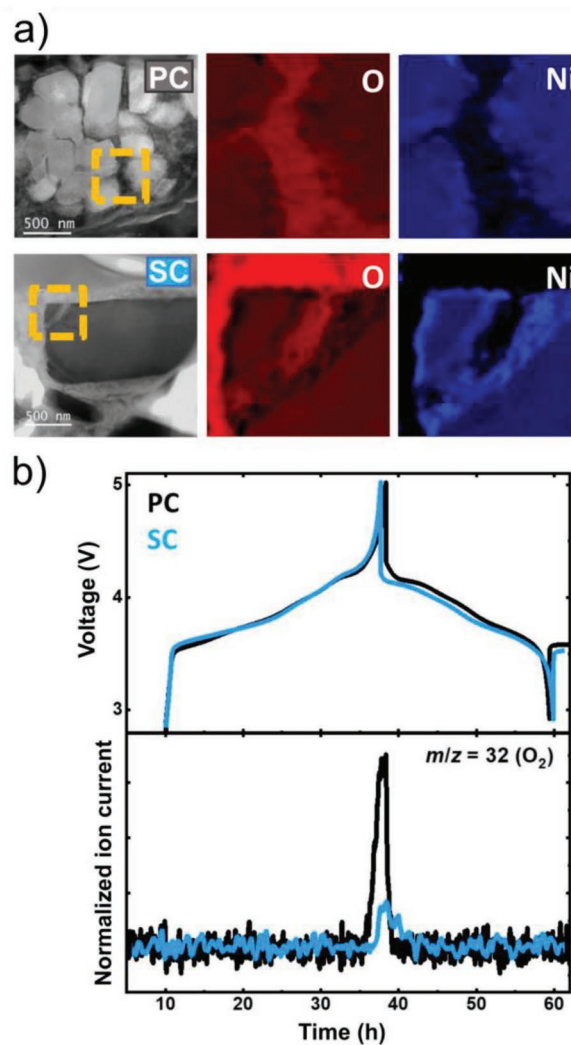 a)
PC O Ni
500 nm
SC O Ni
500 nm
b)
5
PC
SC
4
3
Voltage (V)
m/z = 32 (O₂)
Normalized ion current
10 20 30 40 50 60
Time (h)